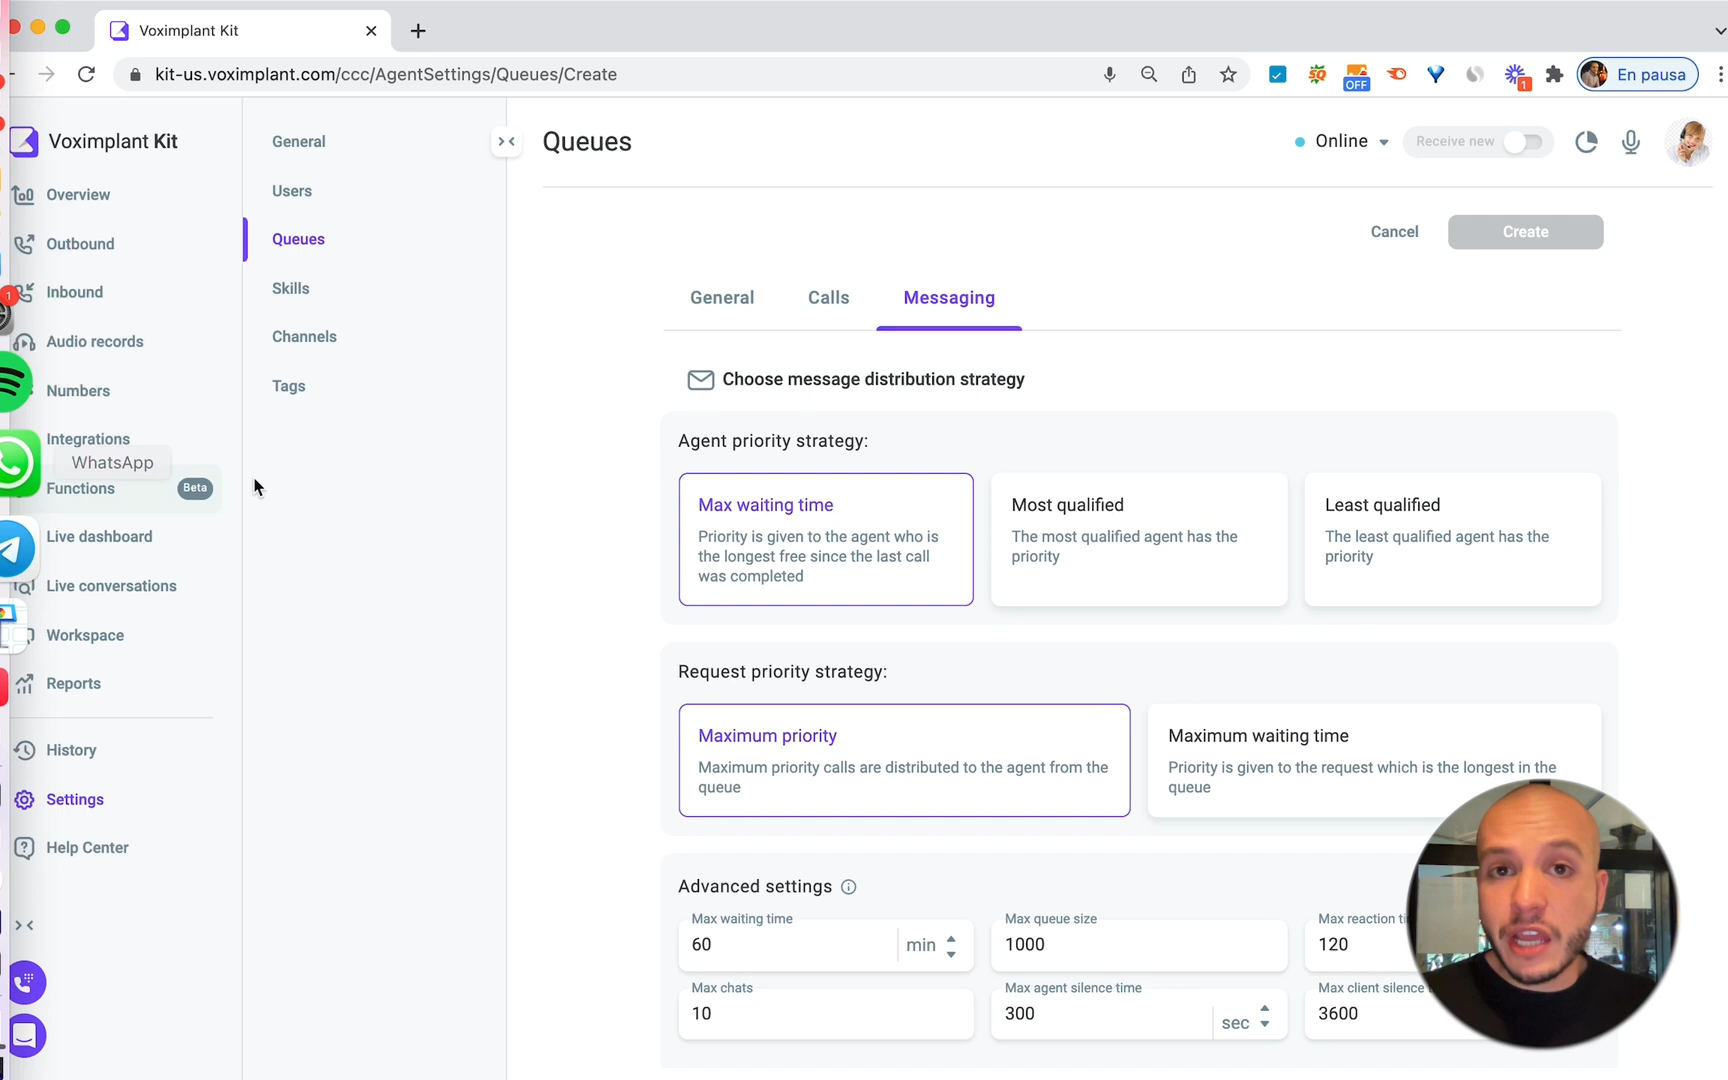 Voximplant Kit
kit-us.voximplant.com/ccc/AgentSettings/Queues/Create
OFF
1
En pausa
Voximplant Kit
General
Queues
Online
Receive new
Overview
Users
Outbound
Queues
Cancel
Create
Inbound
1
Skills
General
Calls
Messaging
Audio records
Channels
Numbers
Tags
Choose message distribution strategy
Integrations
WhatsApp
Functions
Beta
Agent priority strategy:
Max waiting time
Priority is given to the agent who is
the longest free since the last call
was completed
Most qualified
The most qualified agent has the
priority
Least qualified
The least qualified agent has the
priority
Live dashboard
Live conversations
Workspace
Reports
Request priority strategy:
Maximum priority
Maximum priority calls are distributed to the agent from the
queue
Maximum waiting time
Priority is given to the request which is the longest in the
queue
History
Settings
Help Center
Advanced settings
Max waiting time
60
min
Max queue size
1000
Max reaction
120
Max chats
10
Max agent silence time
300
sec
Max client silence
3600